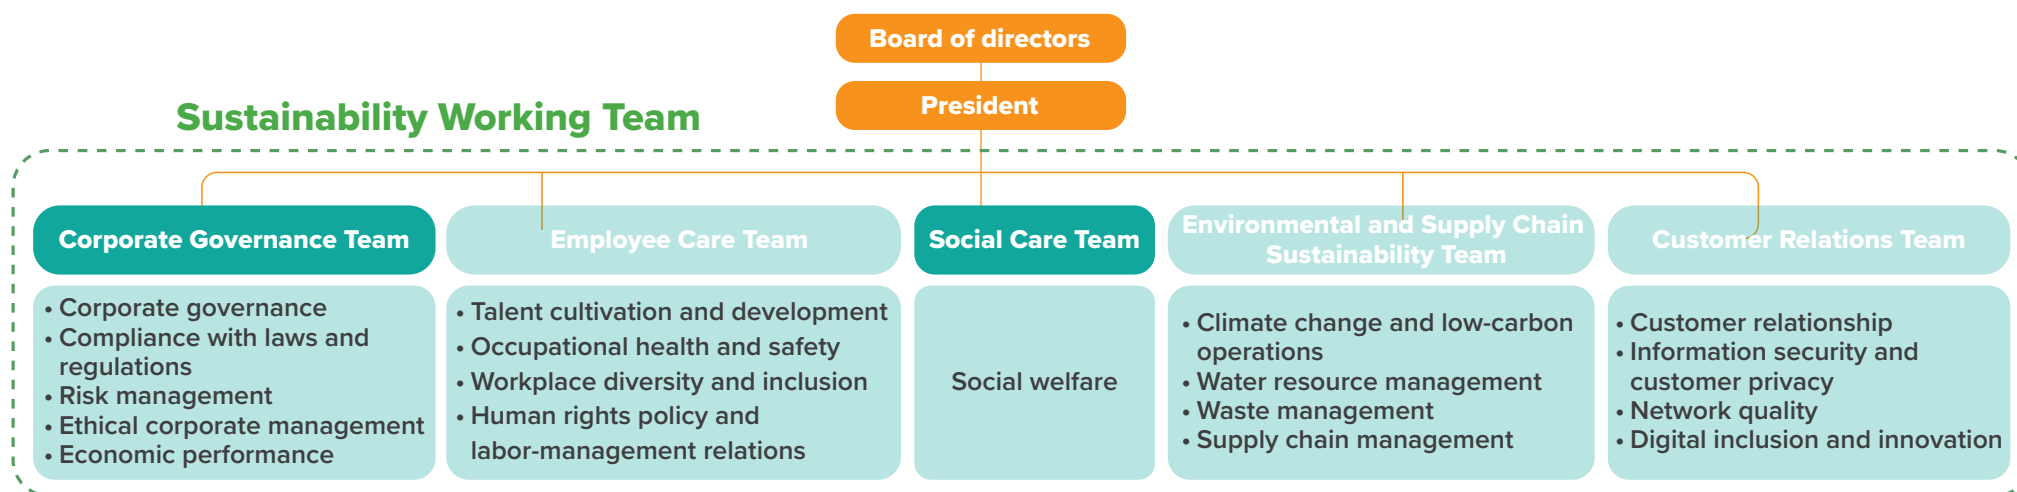 Board of directors
President
Sustainability Working Team
Corporate Governance Team
• Corporate governance
• Compliance with laws and
regulations
• Risk management
• Ethical corporate management
• Economic performance
Employee Care Team
• Talent cultivation and development
• Occupational health and safety
• Workplace diversity and inclusion
• Human rights policy and
labor-management relations
Social Care Team
Social welfare
Environmental and Supply Chain
Sustainability Team
• Climate change and low-carbon
operations
• Water resource management
• Waste management
• Supply chain management
Customer Relations Team
• Customer relationship
• Information security and
customer privacy
• Network quality
• Digital inclusion and innovation